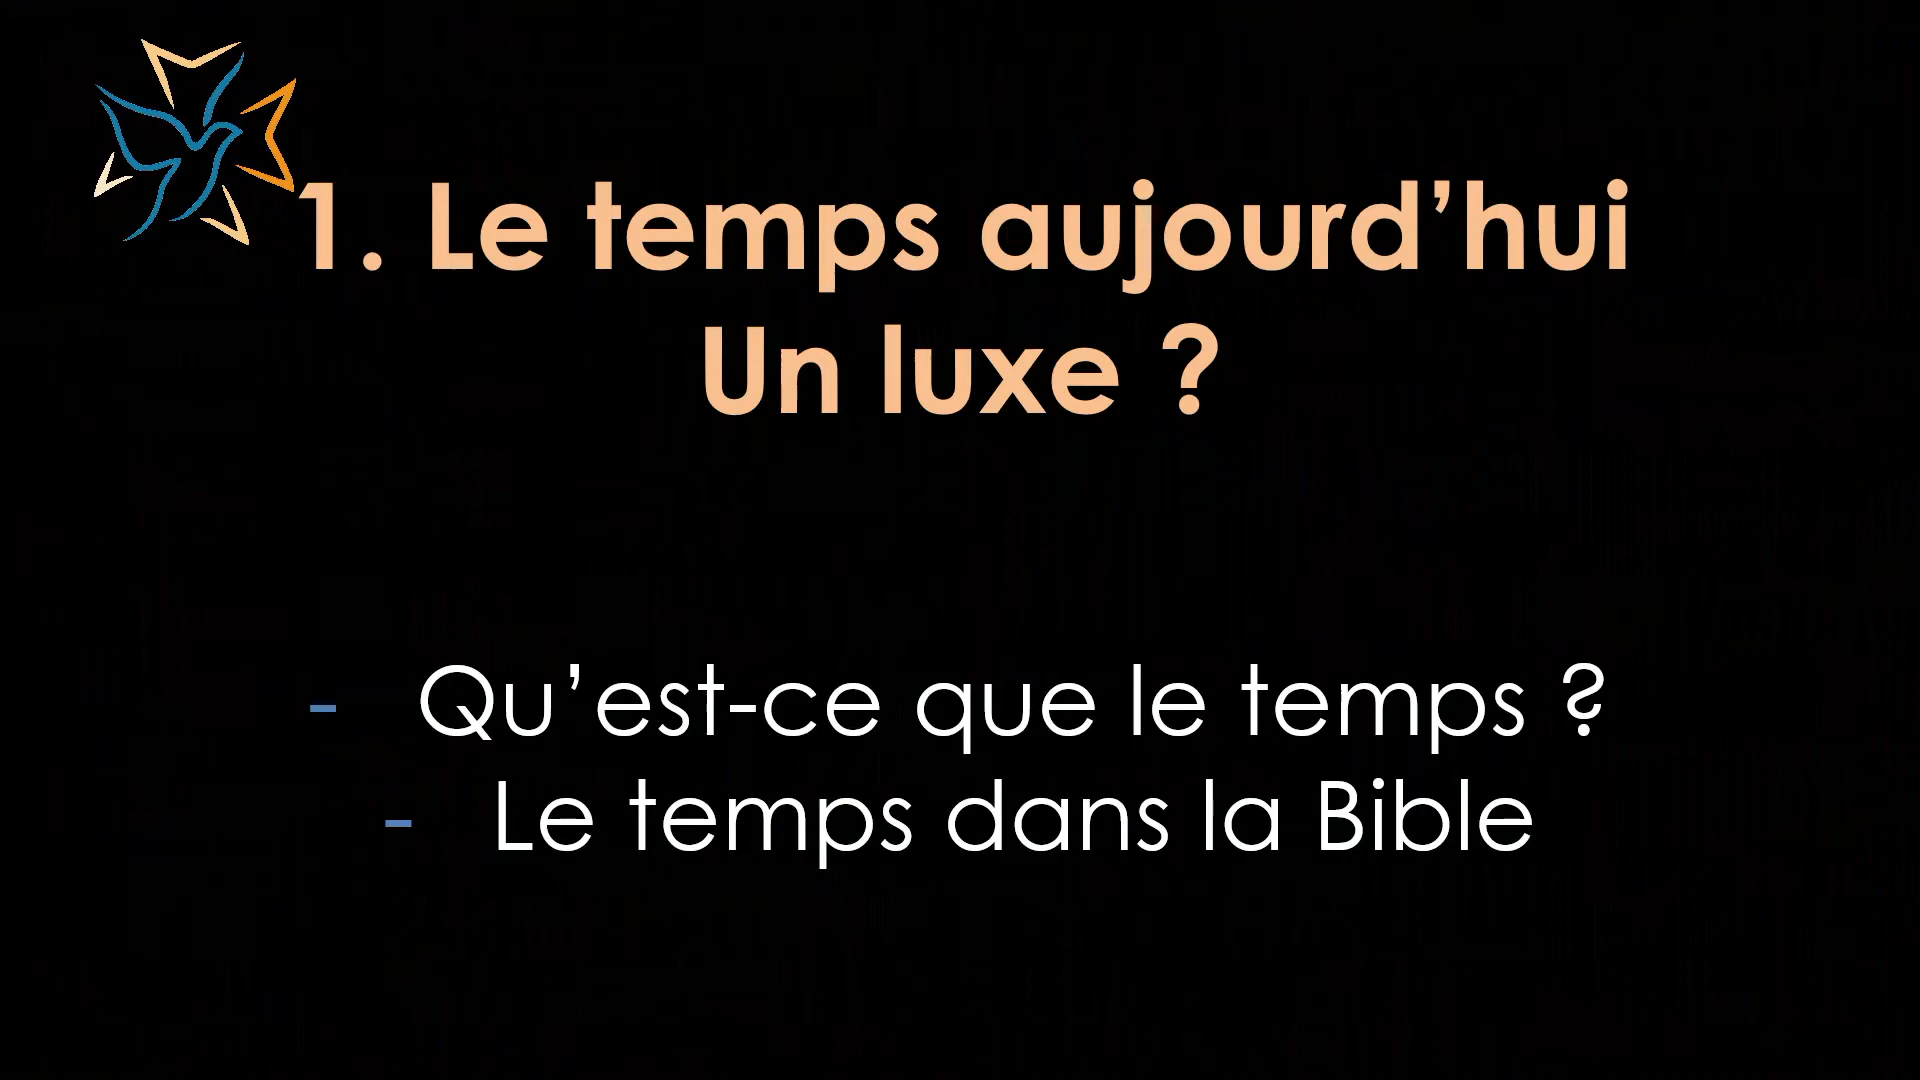 1. Le temps aujourd’hui
Un luxe ?
- Qu’est-ce que le temps ?
- Le temps dans la Bible